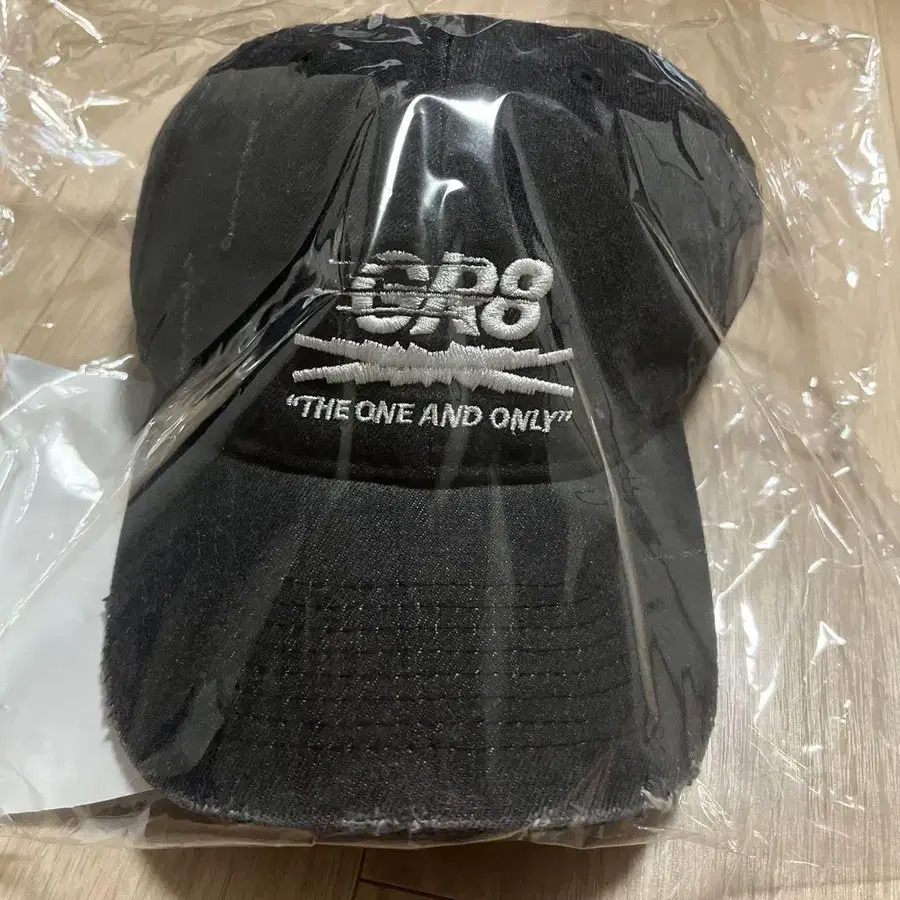 GR8
"THE ONE AND ONLY"